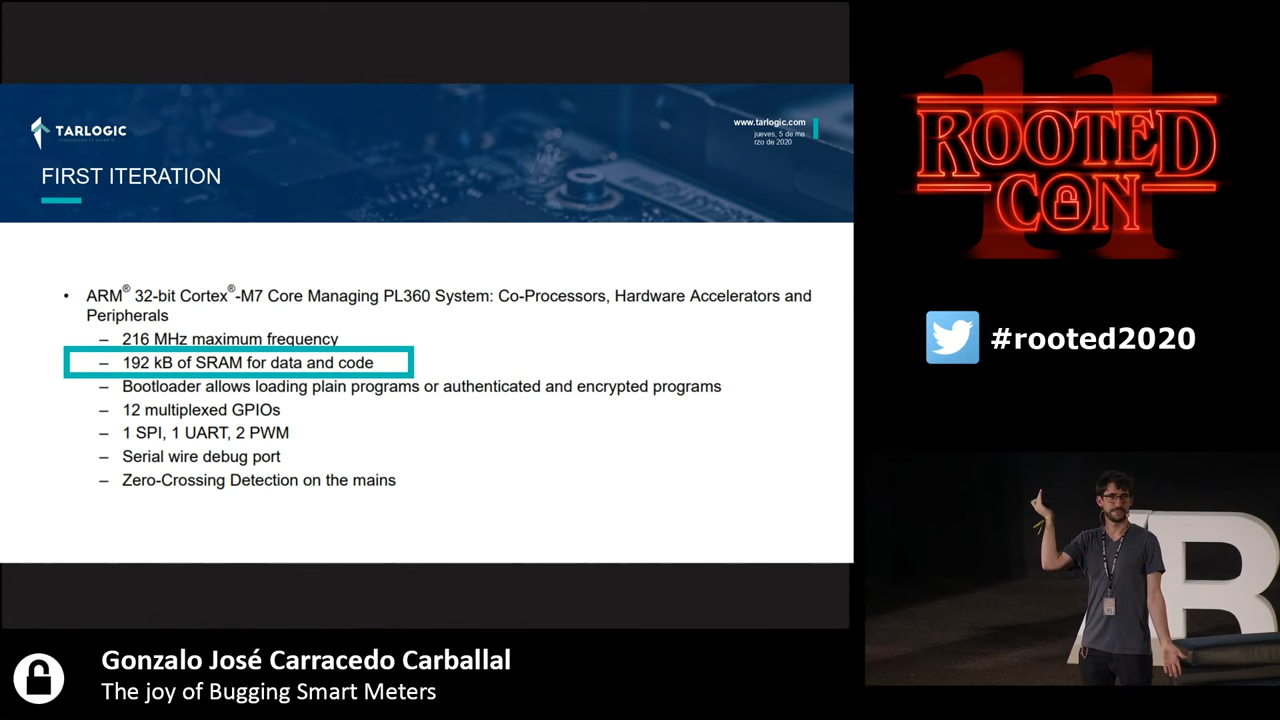 TARLOGIC
www.tarlogic.com
jueves, 5 de ma
rzo de 2020
FIRST ITERATION
• ARM® 32-bit Cortex®-M7 Core Managing PL360 System: Co-Processors, Hardware Accelerators and
Peripherals
– 216 MHz maximum frequency
– 192 kB of SRAM for data and code
– Bootloader allows loading plain programs or authenticated and encrypted programs
– 12 multiplexed GPIOs
– 1 SPI, 1 UART, 2 PWM
– Serial wire debug port
– Zero-Crossing Detection on the mains
11
ROOTED
CON
#rooted2020
R
Gonzalo José Carracedo Carballal
The joy of Bugging Smart Meters